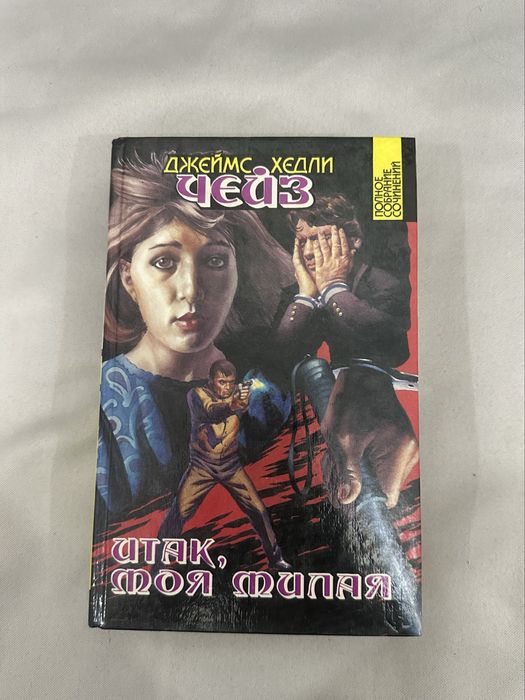 ДЖЕЙМС ХЕДЛИ
ЧЕЙЗ
ПОЛНОЕ
СОБРАНИЕ
СОЧИНЕНИЙ
ИТАК,
МОЯ МИЛАЯ